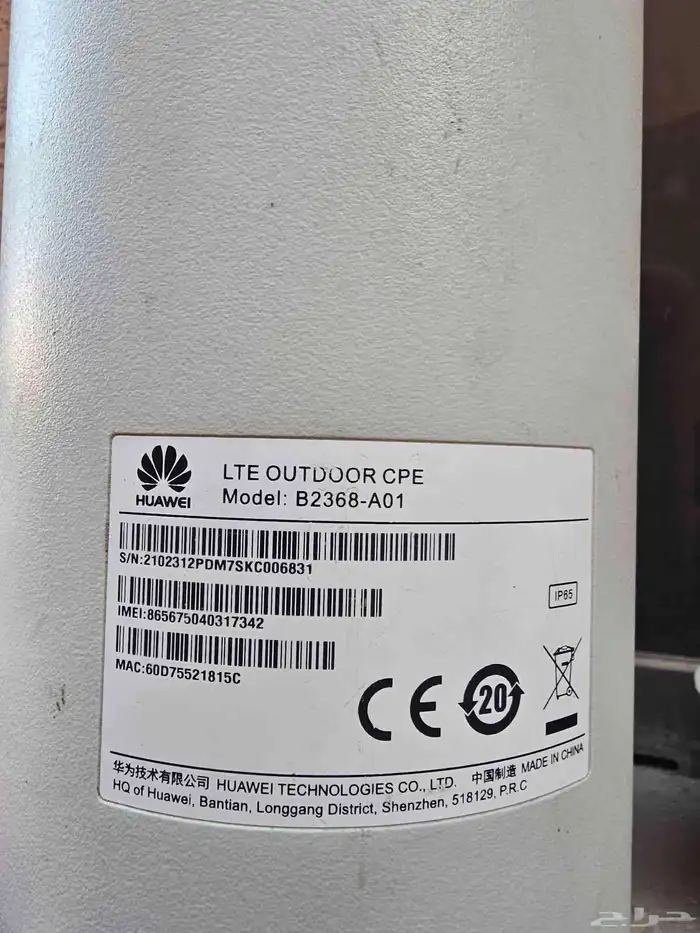 HUAWEI
LTE OUTDOOR CPE
Model: B2368-A01
S/N:2102312PDM7SKC006831
IMEI:865675040317342
IP65
MAC:60D75521815C
CE
20
华为技术有限公司 HUAWEI TECHNOLOGIES CO., LTD. 中国制造 MADE IN CHINA
HQ of Huawei, Bantian, Longgang District, Shenzhen, 518129, P.R.C
حراج